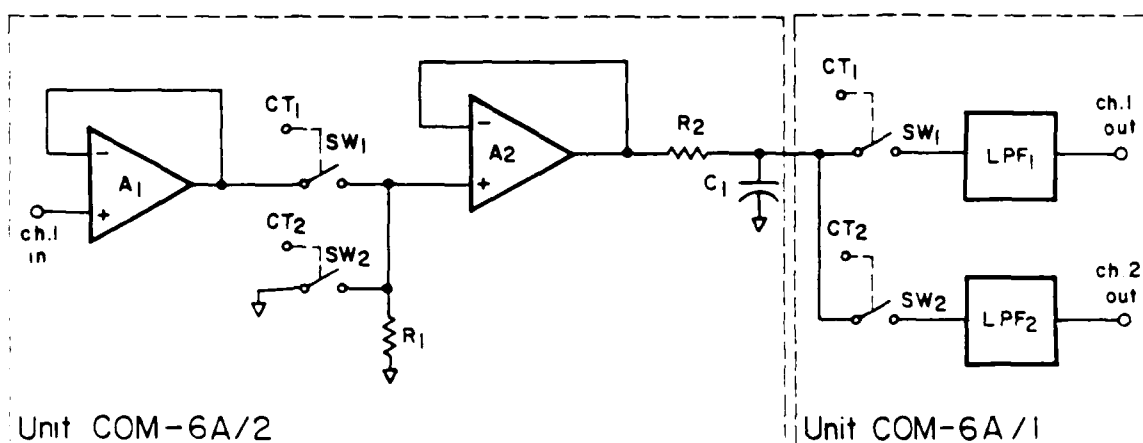 CT1
SW1
A1
−
+
ch.1
in
CT2
SW2
R1
A2
−
+
R2
C1
Unit COM-6A/2
CT1
SW1
LPF1
ch.1
out
CT2
SW2
LPF2
ch.2
out
Unit COM-6A/1